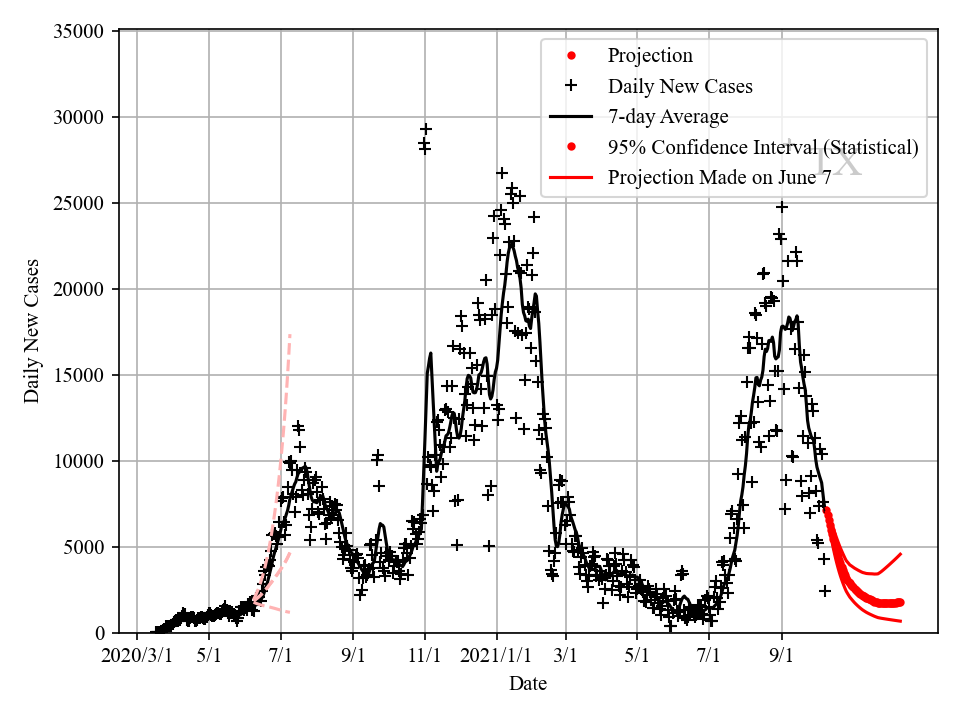 35000
30000
25000
20000
15000
10000
5000
0
Daily New Cases
Projection
Daily New Cases
7-day Average
95% Confidence Interval (Statistical)
Projection Made on June 7
TX
2020/3/1 5/1 7/1 9/1 11/1 2021/1/1 3/1 5/1 7/1 9/1
Date